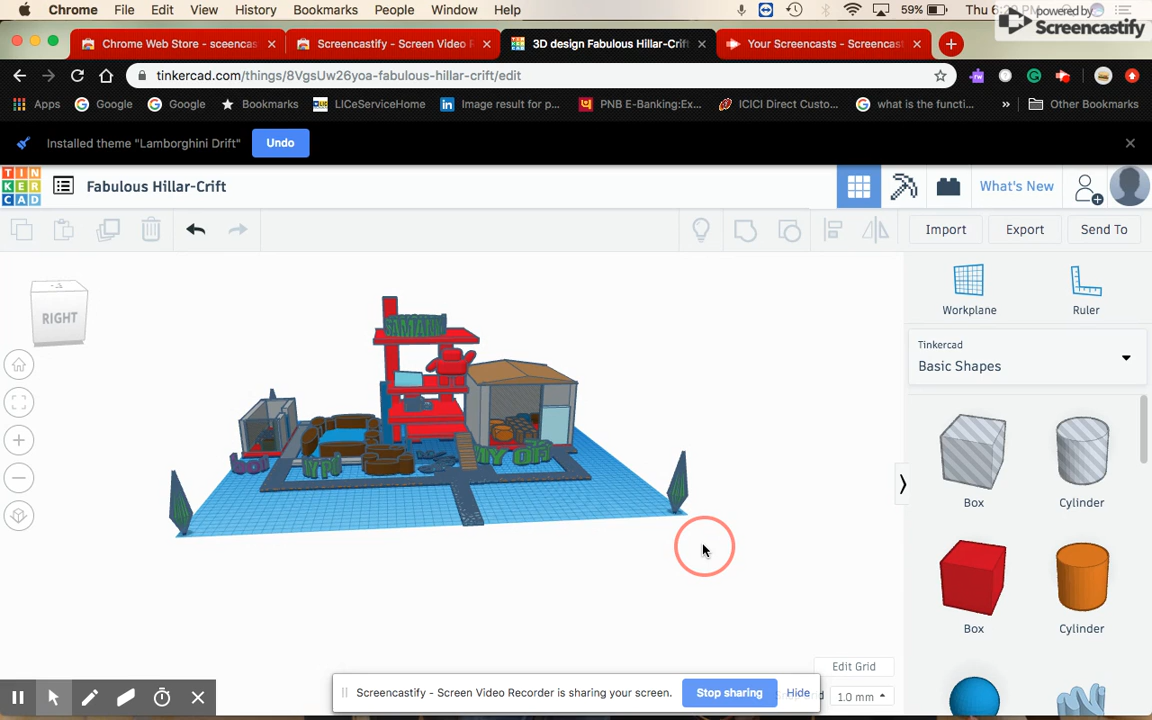 Chrome File Edit View History Bookmarks People Window Help 59% Thu
powered by
Screencastify
Chrome Web Store - sceencas
Screencastify - Screen Video R
3D design Fabulous Hillar-Crift
Your Screencasts - Screencast
tinkercad.com/things/8VgsUw26yoa-fabulous-hillar-crift/edit
Apps Google Google Bookmarks LICeServiceHome Image result for p... PNB E-Banking:Ex... ICICI Direct Custo... what is the functi... » Other Bookmarks
Installed theme "Lamborghini Drift" Undo
TIN
KER
CAD
Fabulous Hillar-Crift
What's New
Import Export Send To
RIGHT
Workplane Ruler
Tinkercad
Basic Shapes
Box Cylinder
Box Cylinder
Edit Grid
1.0 mm
Screencastify - Screen Video Recorder is sharing your screen. Stop sharing Hide